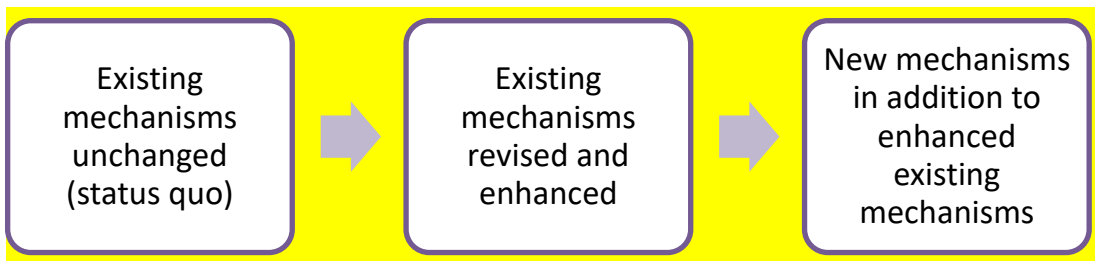 Existing
mechanisms
unchanged
(status quo)
Existing
mechanisms
revised and
enhanced
New mechanisms
in addition to
enhanced
existing
mechanisms